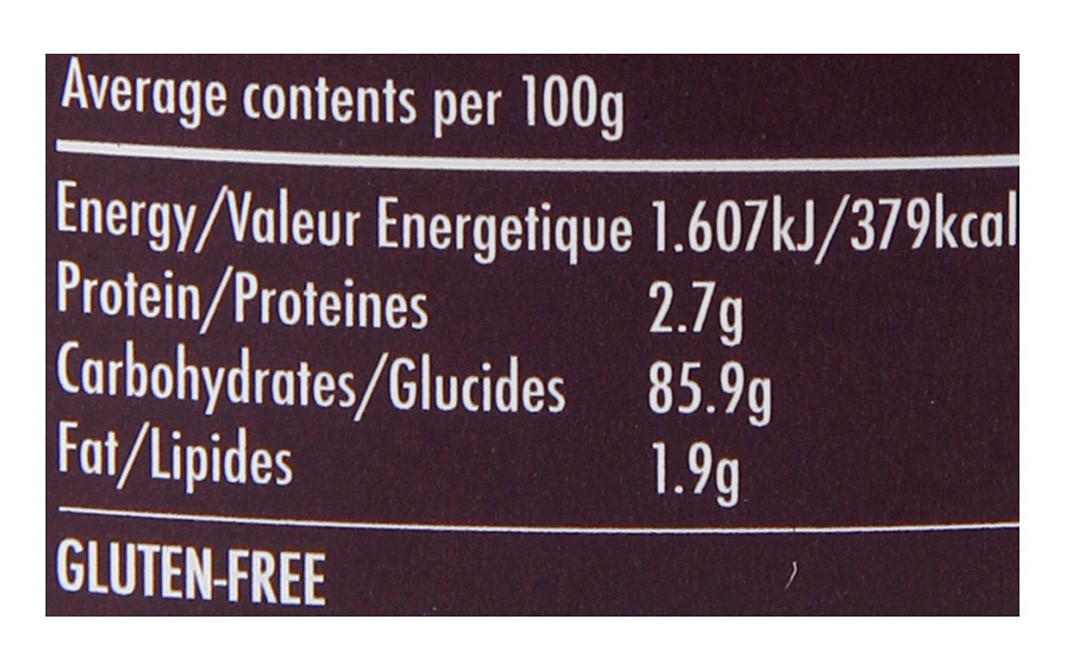 Average contents per 100g
Energy/Valeur Energetique 1.607kJ/379kcal
Protein/Proteines 2.7g
Carbohydrates/Glucides 85.9g
Fat/Lipides 1.9g
GLUTEN-FREE